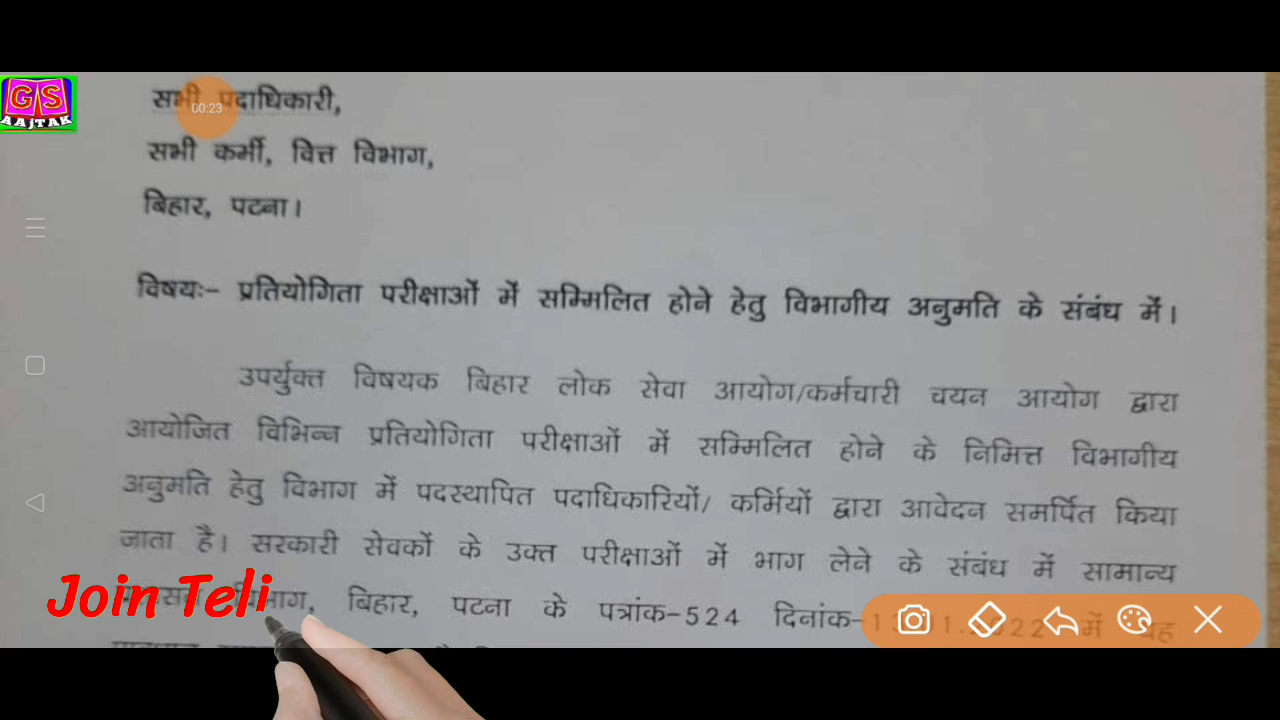 GS
AAJTAK
00:23
सभी पदाधिकारी,
सभी कर्मी, वित्त विभाग,
बिहार, पटना।
विषयः- प्रतियोगिता परीक्षाओं में सम्मिलित होने हेतु विभागीय अनुमति के संबंध में।
उपर्युक्त विषयक बिहार लोक सेवा आयोग/कर्मचारी चयन आयोग द्वारा
आयोजित विभिन्न प्रतियोगिता परीक्षाओं में सम्मिलित होने के निमित्त विभागीय
अनुमति हेतु विभाग में पदस्थापित पदाधिकारियों/ कर्मियों द्वारा आवेदन समर्पित किया
जाता है। सरकारी सेवकों के उक्त परीक्षाओं में भाग लेने के संबंध में सामान्य
बिहार, पटना के पत्रांक-524 दिनांक- में यह
Join Teli